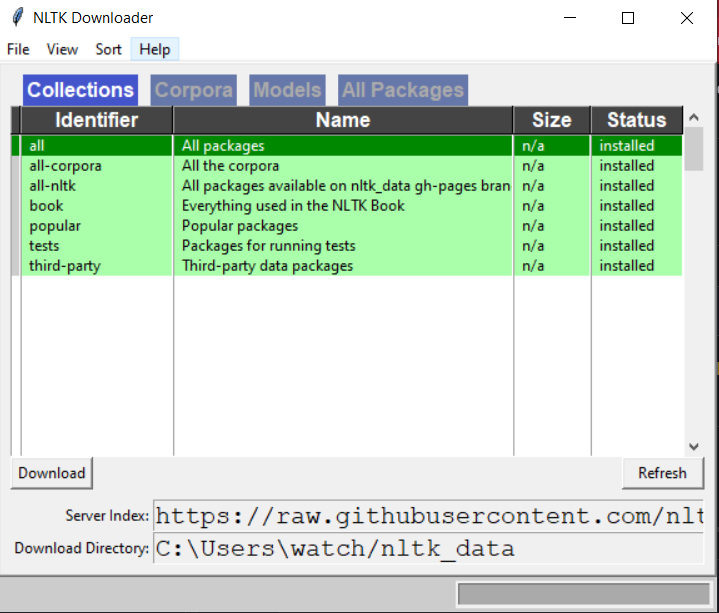 NLTK Downloader
File View Sort Help
Collections Corpora Models All Packages
Identifier Name Size Status
all All packages n/a installed
all-corpora All the corpora n/a installed
all-nltk All packages available on nltk_data gh-pages bran n/a installed
book Everything used in the NLTK Book n/a installed
popular Popular packages n/a installed
tests Packages for running tests n/a installed
third-party Third-party data packages n/a installed
Download Refresh
Server Index: https://raw.githubusercontent.com/nlt
Download Directory: C:\Users\watch/nltk_data